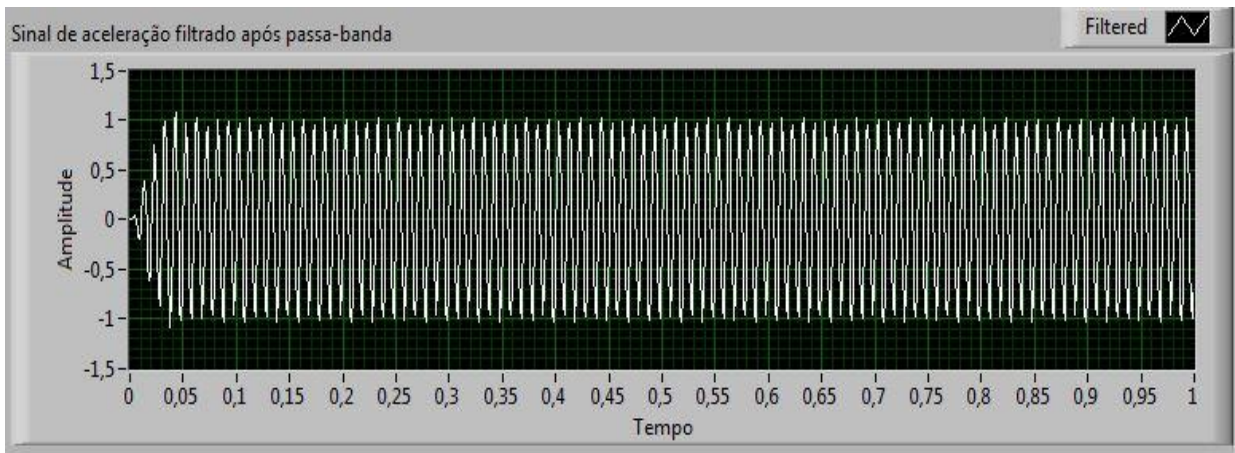 Sinal de aceleração filtrado após passa-banda
Filtered
1,5
1
0,5
0
-0,5
-1
-1,5
Amplitude
0 0,05 0,1 0,15 0,2 0,25 0,3 0,35 0,4 0,45 0,5 0,55 0,6 0,65 0,7 0,75 0,8 0,85 0,9 0,95 1
Tempo